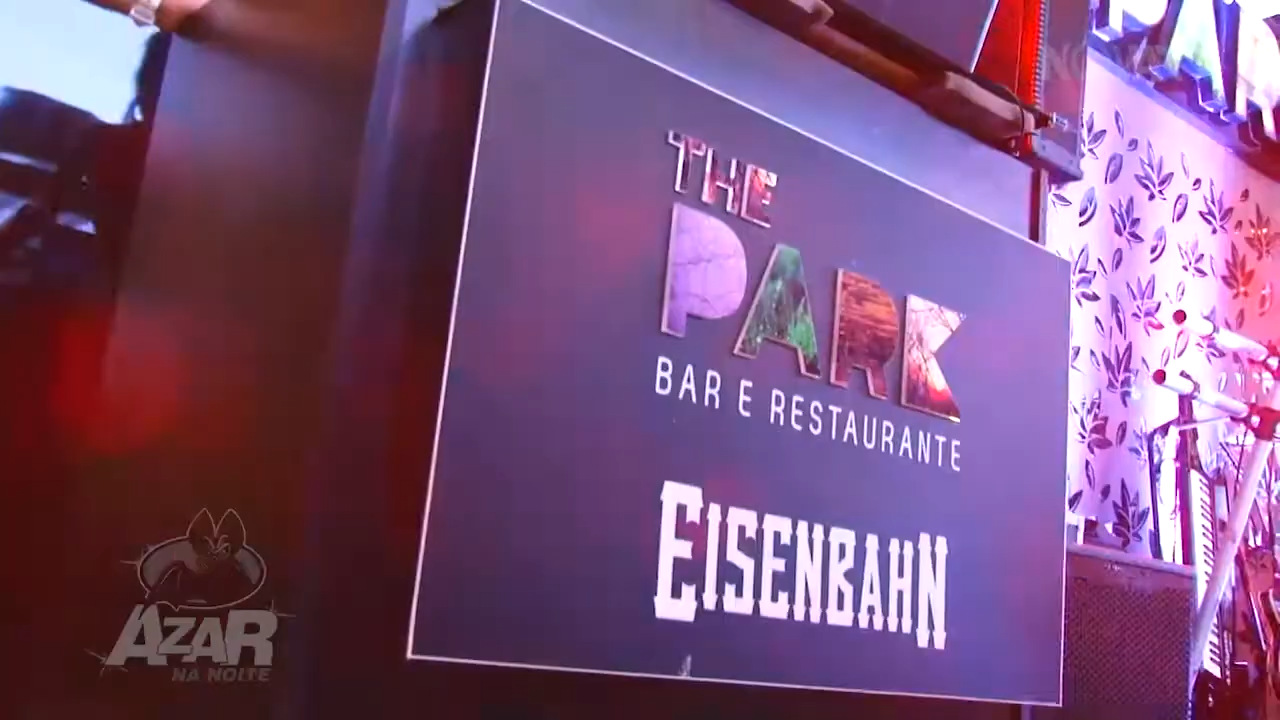 THE
PARK
BAR E RESTAURANTE
EISENBAHN
AZAR
NA NOITE